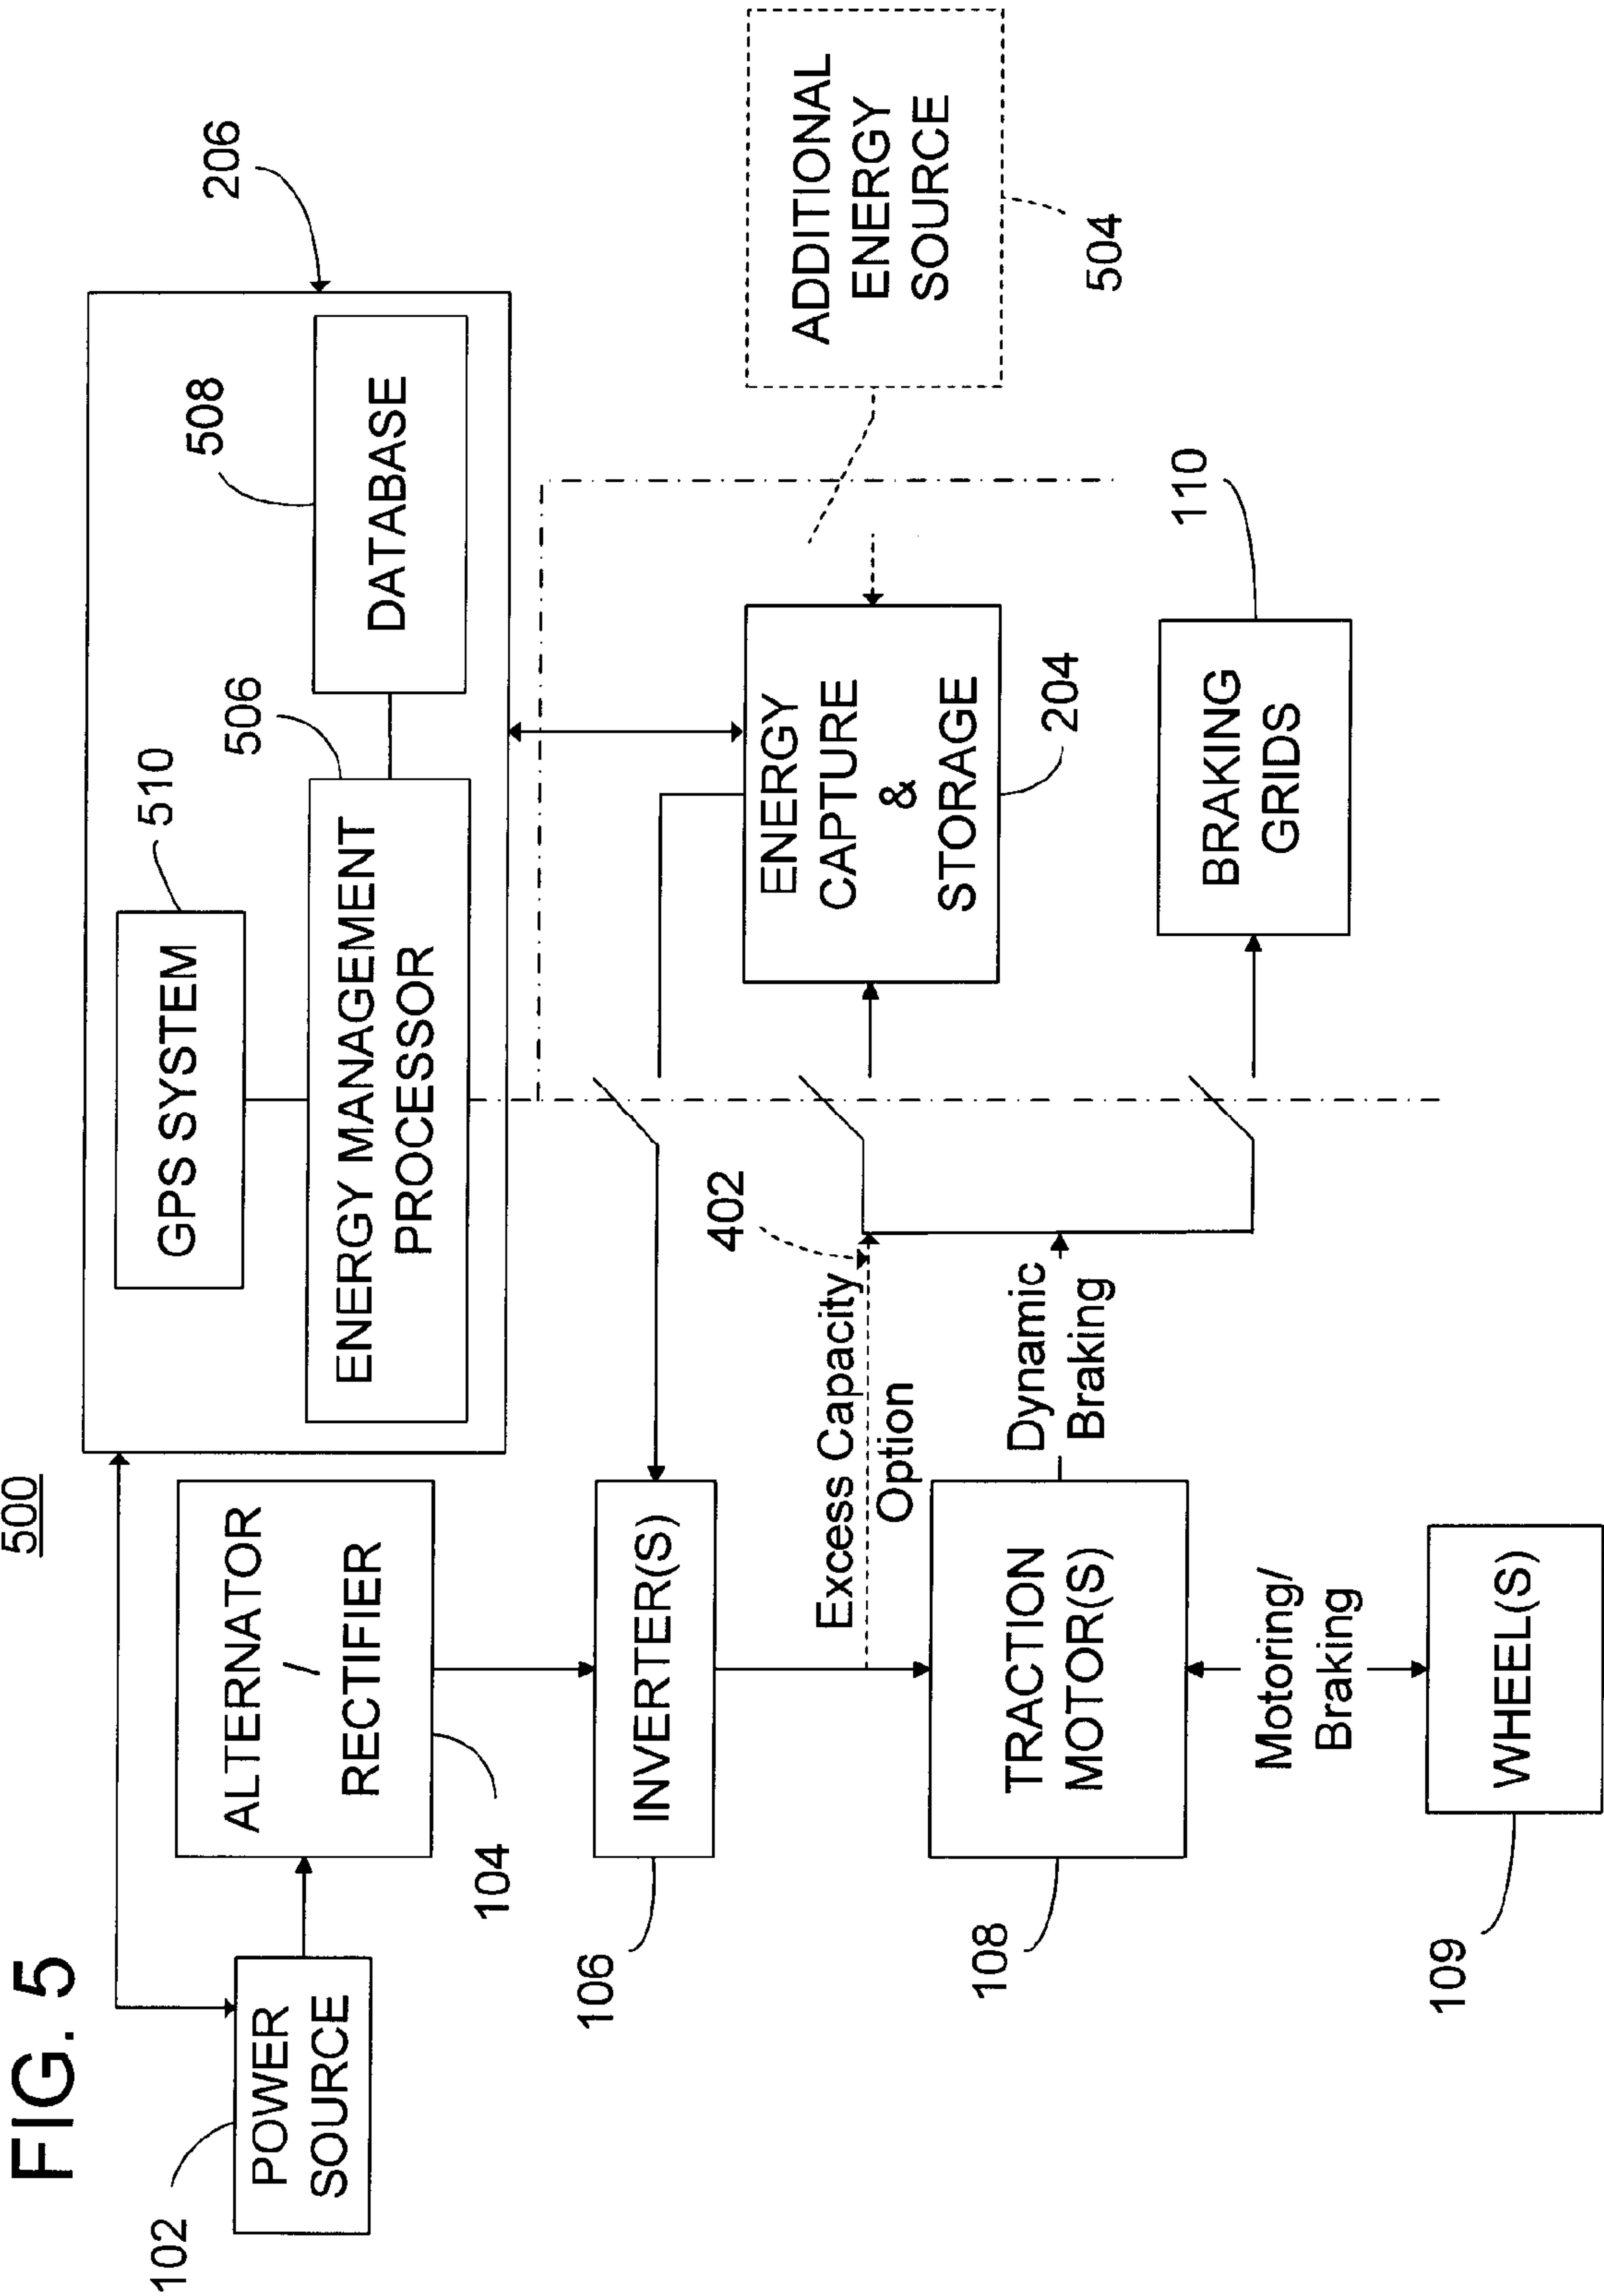 FIG. 5
500
102
POWER
SOURCE
ALTERNATOR
/
RECTIFIER
104
206
GPS SYSTEM
510
ENERGY MANAGEMENT
PROCESSOR
506
DATABASE
508
INVERTER(S)
106
402
Excess Capacity
Option
ENERGY
CAPTURE
&
STORAGE
204
ADDITIONAL
ENERGY
SOURCE
504
TRACTION
MOTOR(S)
108
Dynamic
Braking
BRAKING
GRIDS
110
Motoring/
Braking
WHEEL(S)
109